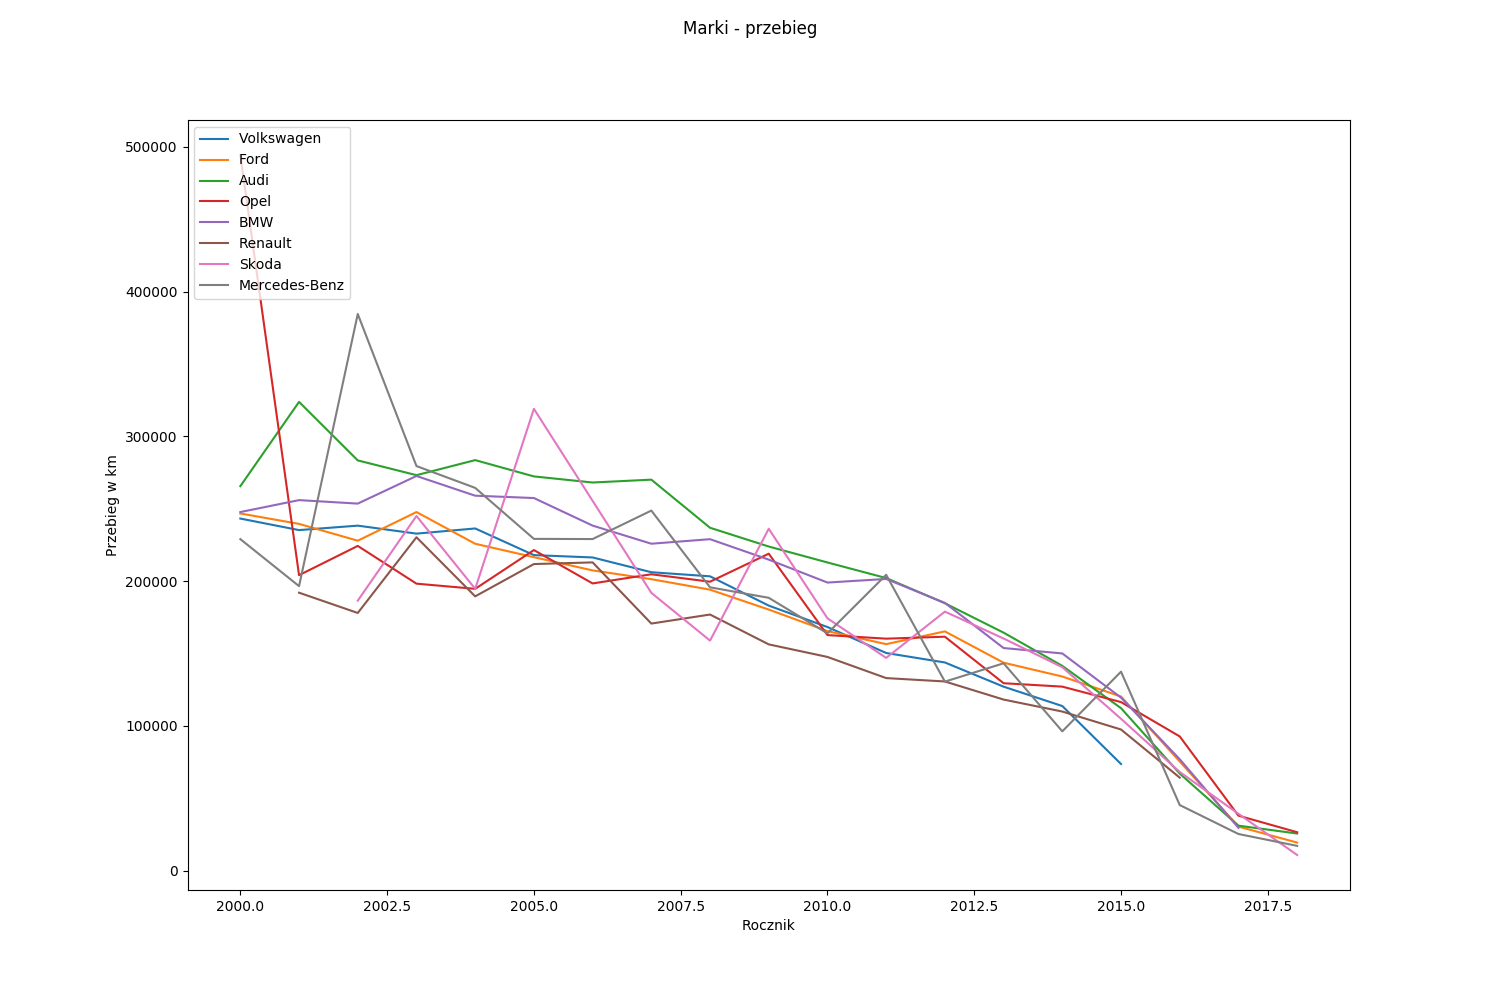 Marki - przebieg
Volkswagen
Ford
Audi
Opel
BMW
Renault
Skoda
Mercedes-Benz
500000
400000
300000
200000
100000
0
Przebieg w km
2000.0 2002.5 2005.0 2007.5 2010.0 2012.5 2015.0 2017.5
Rocznik